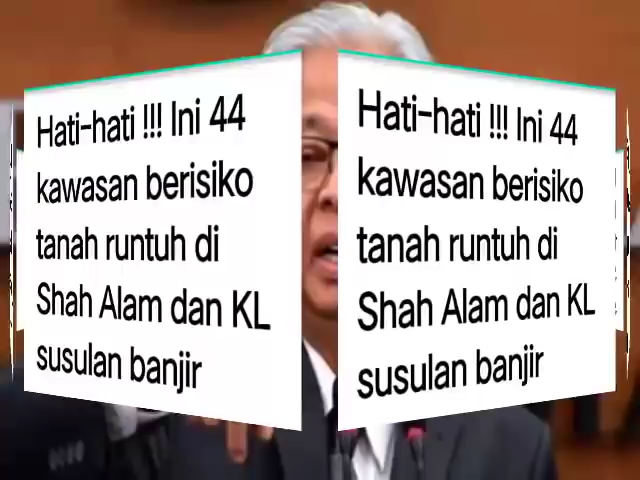 Hati-hati !!! Ini 44
kawasan berisiko
tanah runtuh di
Shah Alam dan KL
susulan banjir
Hati-hati !!! Ini 44
kawasan berisiko
tanah runtuh di
Shah Alam dan KL
susulan banjir